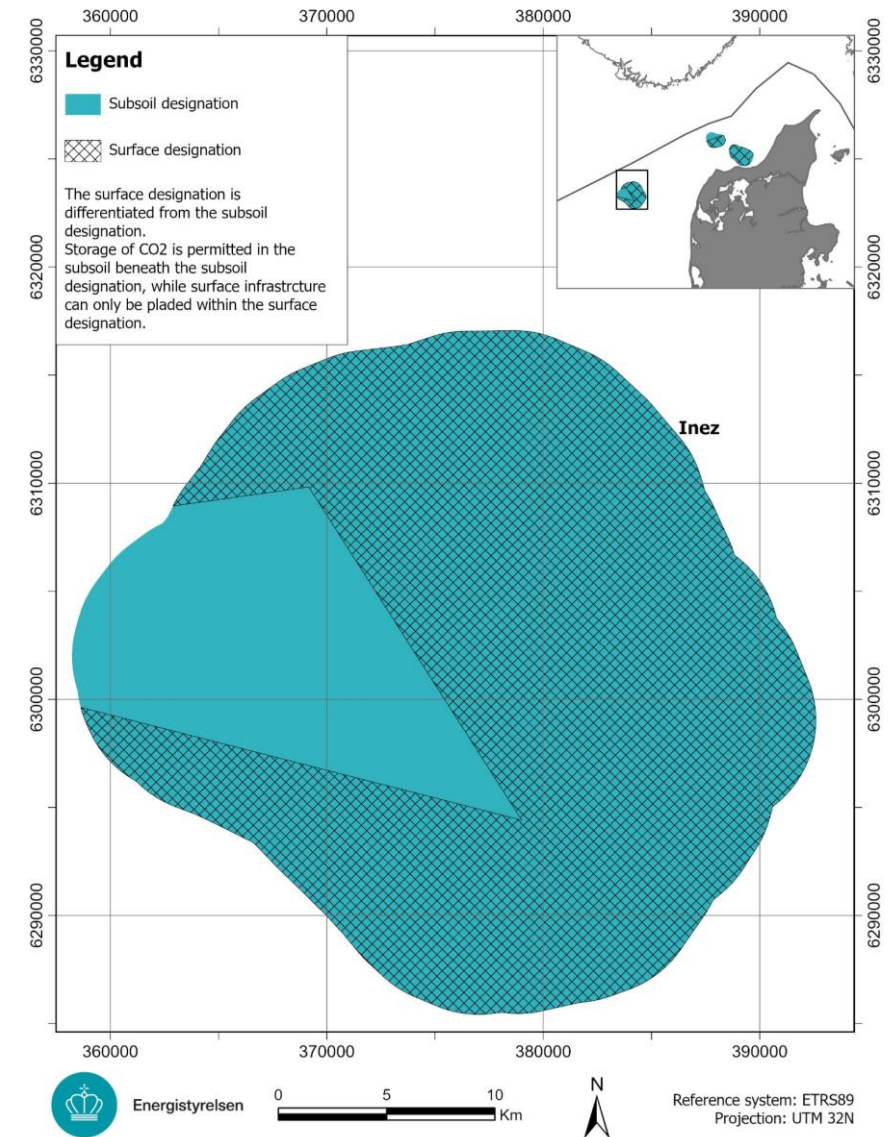 360000
370000
380000
390000
6330000
6330000
Legend
Subsoil designation
Surface designation
The surface designation is
differentiated from the subsoil
designation.
Storage of CO2 is permitted in the
subsoil beneath the subsoil
designation, while surface infrastrcture
can only be pladed within the surface
designation.
6320000
6320000
Inez
6310000
6310000
6300000
6300000
6290000
6290000
360000
370000
380000
390000
Energistyrelsen
0
5
10
Km
N
Reference system: ETRS89
Projection: UTM 32N